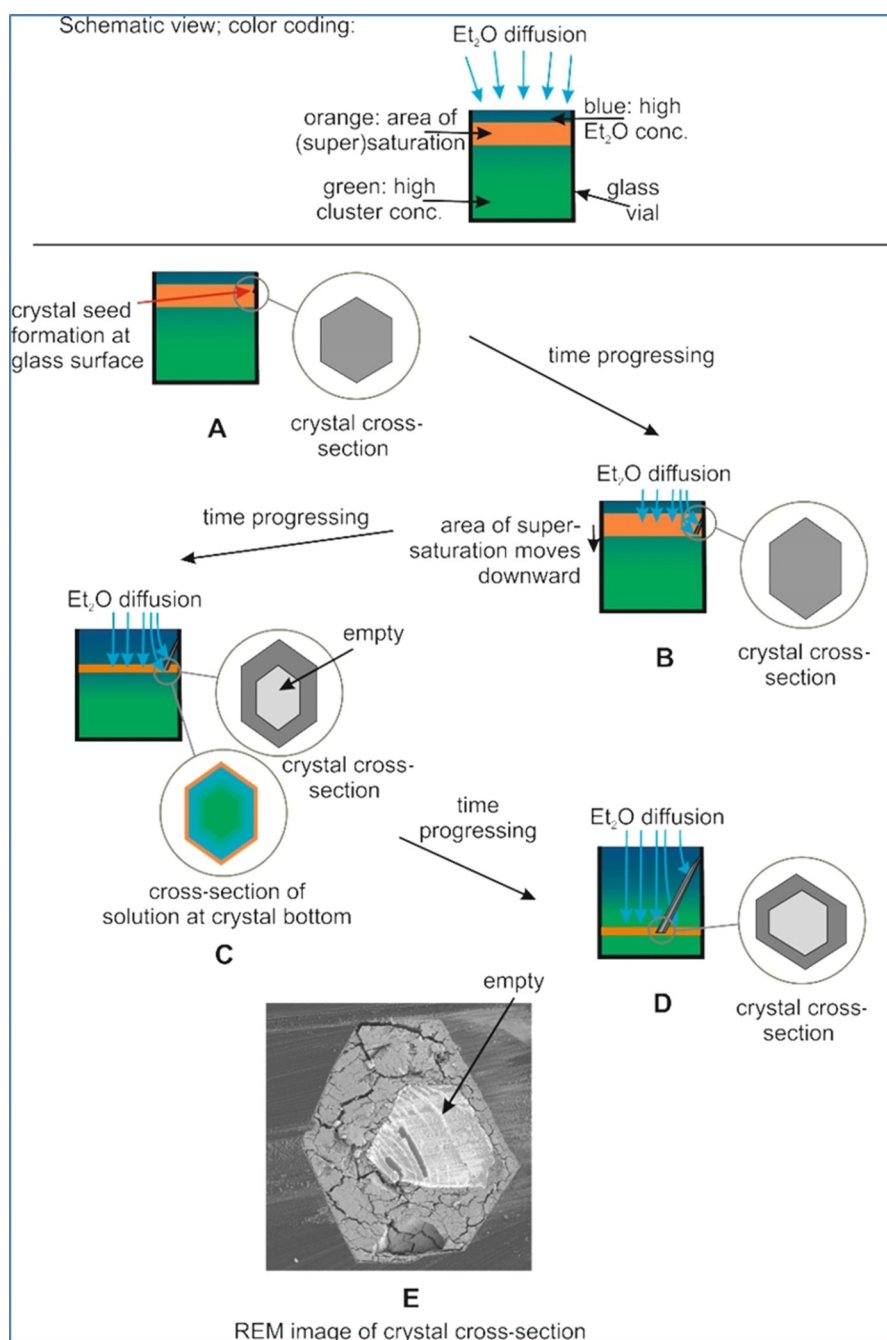 Schematic view; color coding:
Et₂O diffusion
orange: area of
(super)saturation
blue: high
Et₂O conc.
green: high
cluster conc.
glass
vial
crystal seed
formation at
glass surface
A
crystal cross-
section
time progressing
Et₂O diffusion
time progressing
area of super-
saturation moves
downward
B
crystal cross-
section
Et₂O diffusion
empty
crystal cross-
section
cross-section of
solution at crystal bottom
C
time
progressing
Et₂O diffusion
D
crystal cross-
section
empty
E
REM image of crystal cross-section